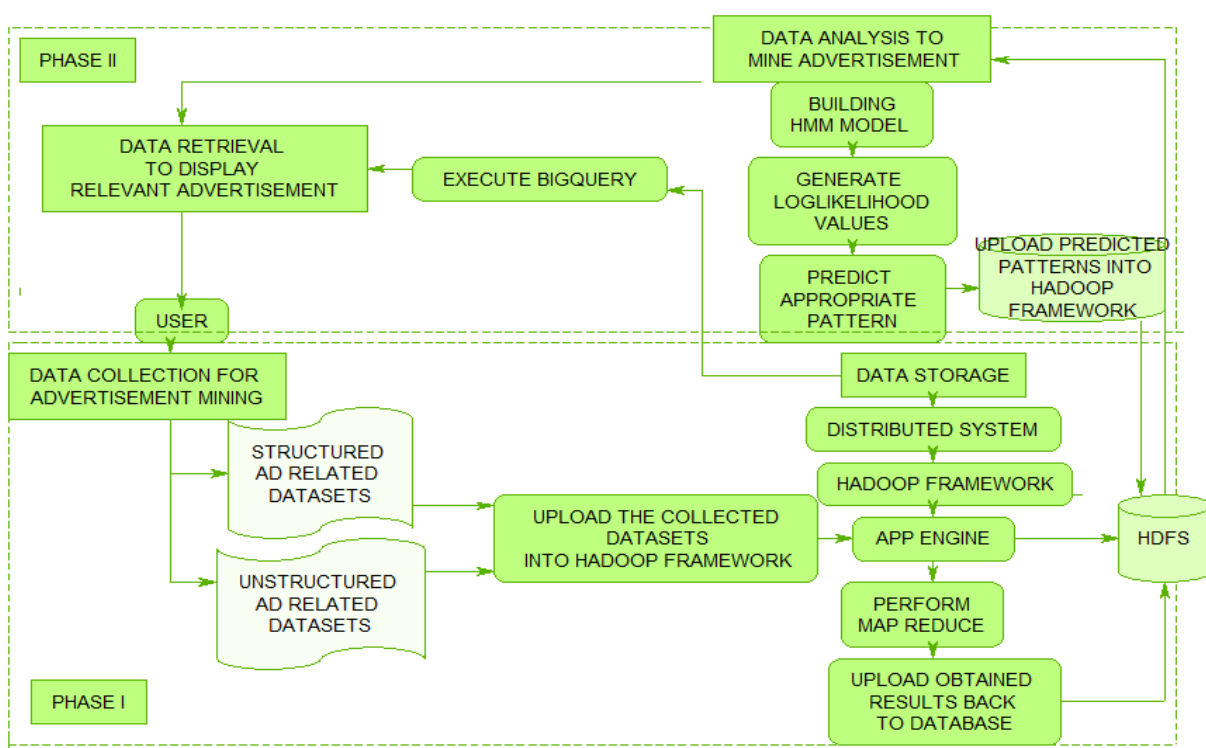 PHASE II
DATA ANALYSIS TO
MINE ADVERTISEMENT
BUILDING
HMM MODEL
DATA RETRIEVAL
TO DISPLAY
RELEVANT ADVERTISEMENT
EXECUTE BIGQUERY
GENERATE
LOGLIKELIHOOD
VALUES
UPLOAD PREDICTED
PATTERNS INTO
HADOOP
FRAMEWORK
PREDICT
APPROPRIATE
PATTERN
USER
DATA COLLECTION FOR
ADVERTISEMENT MINING
DATA STORAGE
DISTRIBUTED SYSTEM
STRUCTURED
AD RELATED
DATASETS
HADOOP FRAMEWORK
UPLOAD THE COLLECTED
DATASETS
INTO HADOOP FRAMEWORK
APP ENGINE
HDFS
UNSTRUCTURED
AD RELATED
DATASETS
PERFORM
MAP REDUCE
UPLOAD OBTAINED
RESULTS BACK
TO DATABASE
PHASE I